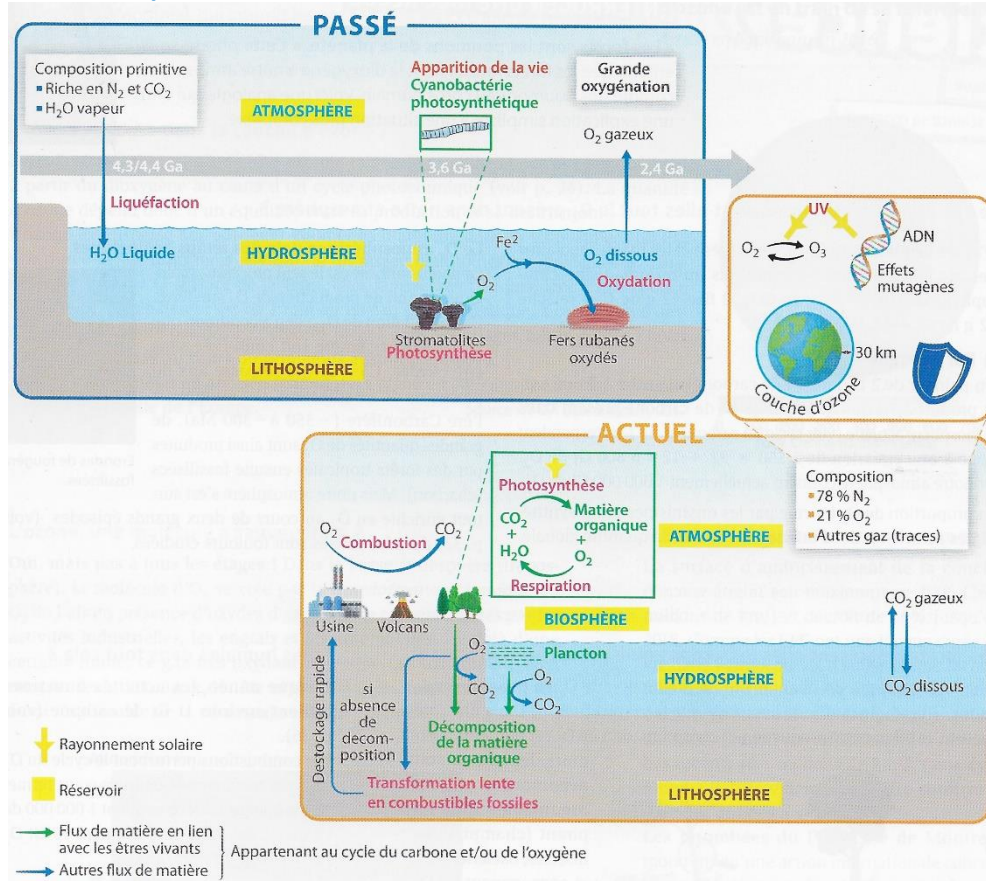 PASSÉ
Composition primitive
▪ Riche en N₂ et CO₂
▪ H₂O vapeur
ATMOSPHÈRE
Apparition de la vie
Cyanobactérie
photosynthétique
Grande
oxygénation
O₂ gazeux
4,3/4,4 Ga
3,6 Ga
2,4 Ga
Liquéfaction
H₂O Liquide
HYDROSPHÈRE
Fe²
O₂
O₂ dissous
Oxydation
Stromatolites
Photosynthèse
Fers rubanés
oxydés
LITHOSPHÈRE
UV
O₂
O₃
ADN
Effets
mutagènes
30 km
Couche d'ozone
Composition
▪ 78 % N₂
▪ 21 % O₂
▪ Autres gaz (traces)
ACTUEL
O₂
CO₂
Combustion
Photosynthèse
CO₂
+
H₂O
Matière
organique
+
O₂
Respiration
ATMOSPHÈRE
Usine
Volcans
BIOSPHÈRE
CO₂ gazeux
CO₂ dissous
O₂
CO₂
Plancton
O₂
CO₂
HYDROSPHÈRE
Destockage rapide
si
absence
de
decom-
position
Décomposition
de la matière
organique
Transformation lente
en combustibles fossiles
LITHOSPHÈRE
Rayonnement solaire
Réservoir
Flux de matière en lien
avec les êtres vivants
Autres flux de matière
Appartenant au cycle du carbone et/ou de l'oxygène